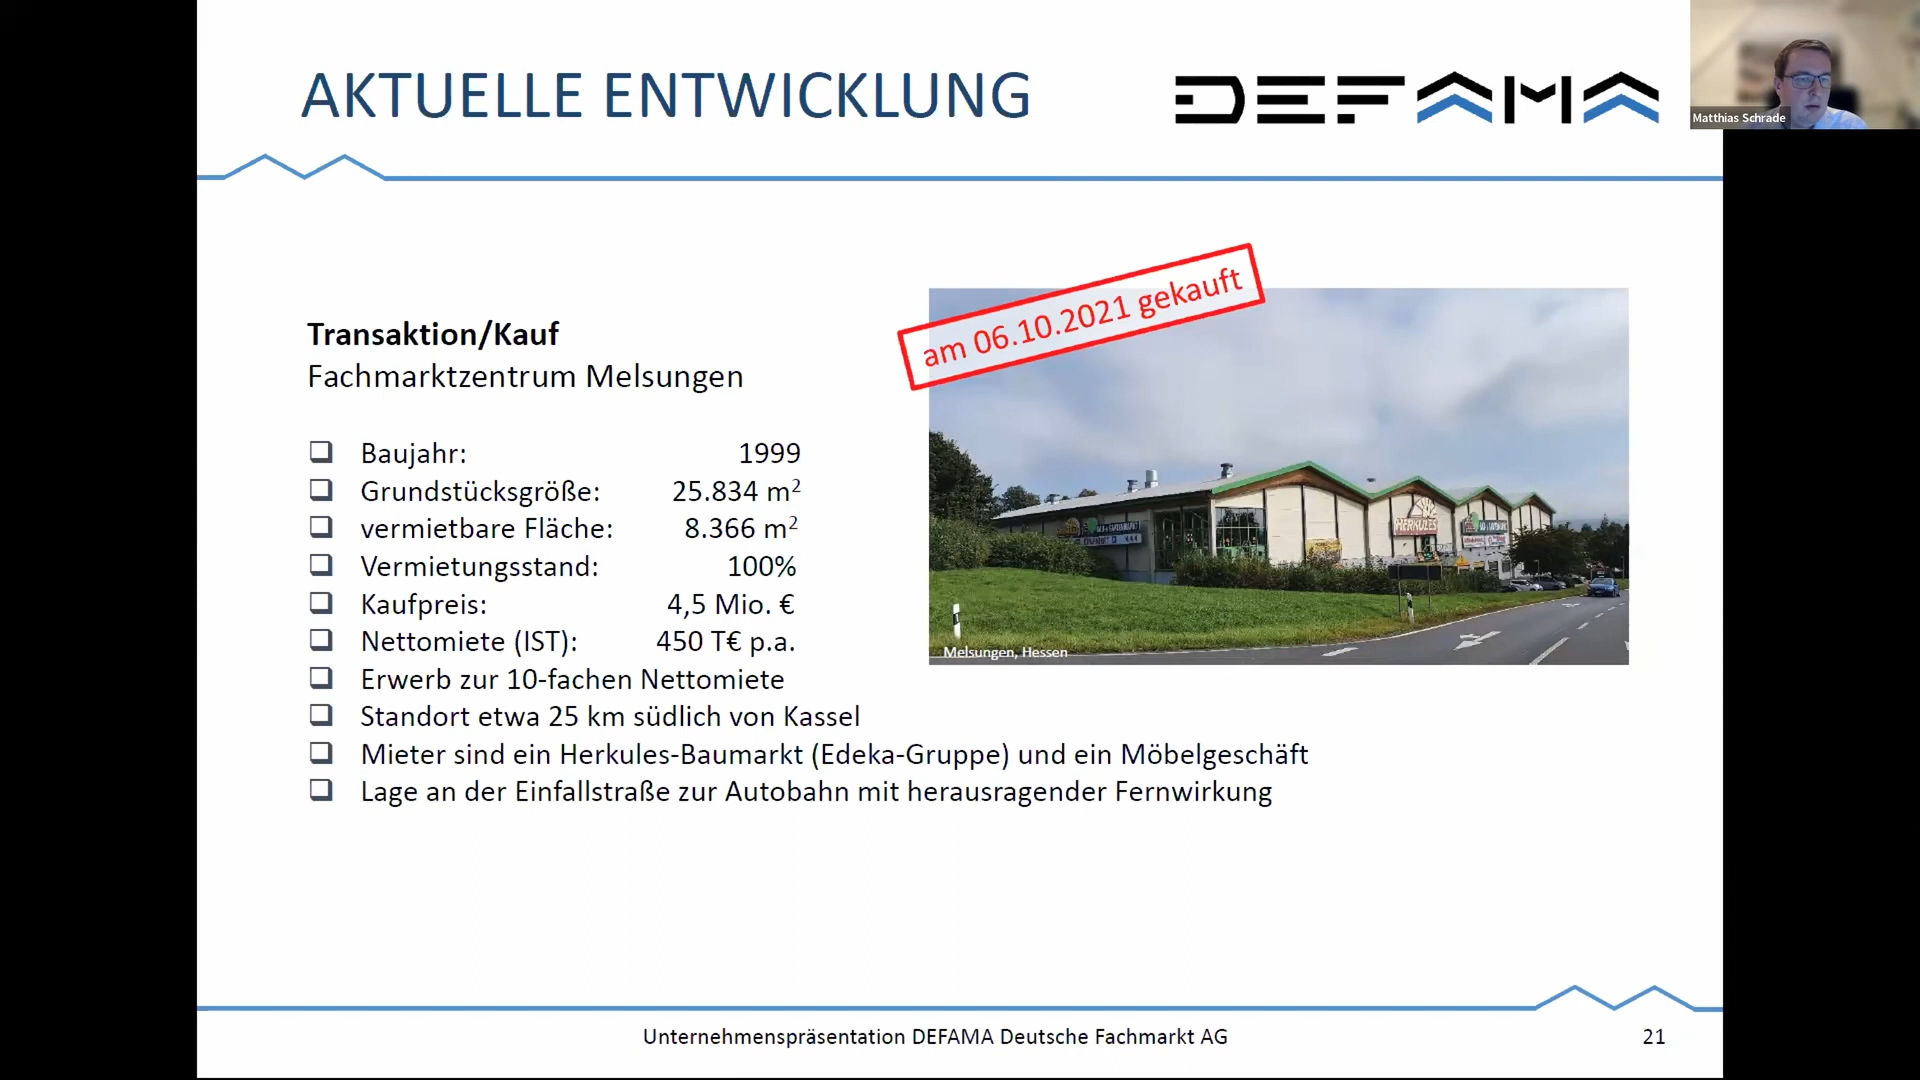 AKTUELLE ENTWICKLUNG
DEFAMA
Matthias Schrade
am 06.10.2021 gekauft
Transaktion/Kauf
Fachmarktzentrum Melsungen
Baujahr: 1999
Grundstücksgröße: 25.834 m²
vermietbare Fläche: 8.366 m²
Vermietungsstand: 100%
Kaufpreis: 4,5 Mio. €
Nettomiete (IST): 450 T€ p.a.
Erwerb zur 10-fachen Nettomiete
Standort etwa 25 km südlich von Kassel
Mieter sind ein Herkules-Baumarkt (Edeka-Gruppe) und ein Möbelgeschäft
Lage an der Einfallstraße zur Autobahn mit herausragender Fernwirkung
HERKULES
Melsungen, Hessen
Unternehmenspräsentation DEFAMA Deutsche Fachmarkt AG
21